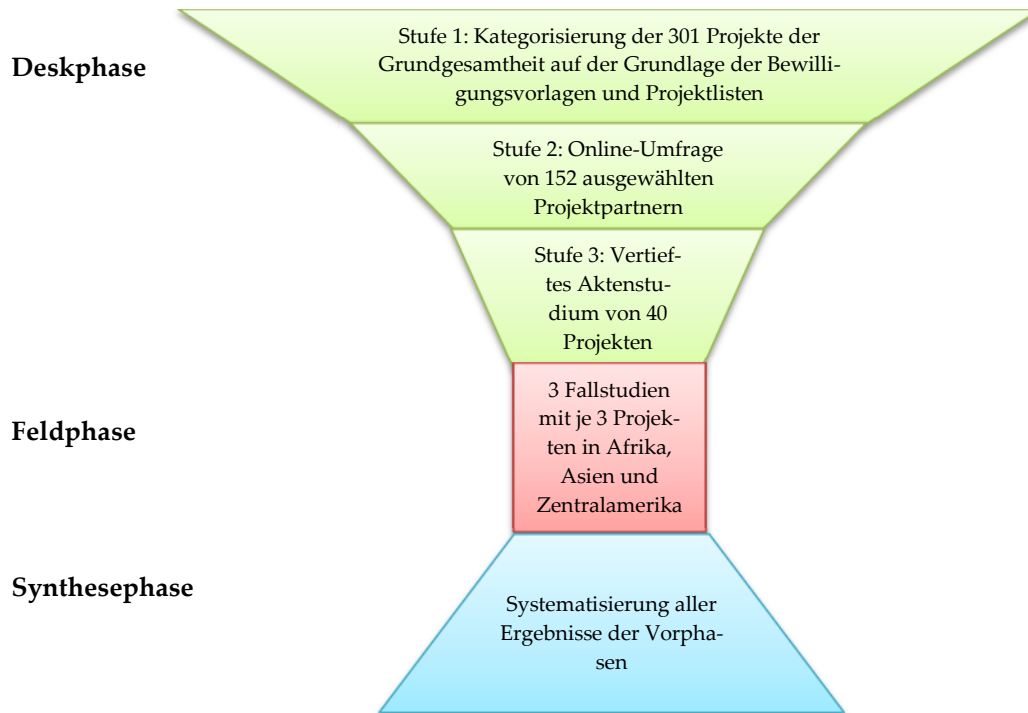 Deskphase
Stufe 1: Kategorisierung der 301 Projekte der
Grundgesamtheit auf der Grundlage der Bewilli-
gungsvorlagen und Projektlisten
Stufe 2: Online-Umfrage
von 152 ausgewählten
Projektpartnern
Stufe 3: Vertief-
tes Aktenstu-
dium von 40
Projekten
Feldphase
3 Fallstudien
mit je 3 Projek-
ten in Afrika,
Asien und
Zentralamerika
Synthesephase
Systematisierung aller
Ergebnisse der Vorpha-
sen